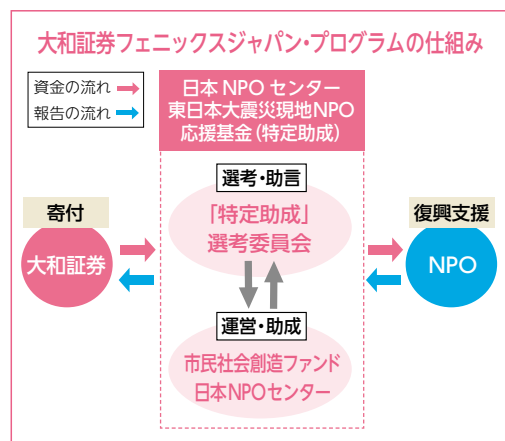 大和証券フェニックスジャパン・プログラムの仕組み
資金の流れ
報告の流れ
日本NPOセンター
東日本大震災現地NPO
応援基金(特定助成)
選考・助言
「特定助成」
選考委員会
寄付
大和証券
復興支援
NPO
運営・助成
市民社会創造ファンド
日本NPOセンター